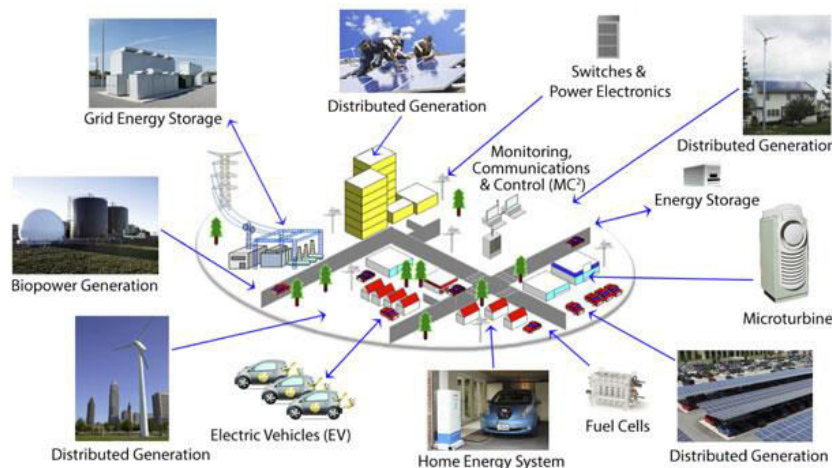 Distributed Generation
Switches &
Power Electronics
Grid Energy Storage
Distributed Generation
Monitoring,
Communications
& Control (MC²)
Energy Storage
Biopower Generation
Microturbine
Distributed Generation
Electric Vehicles (EV)
Home Energy System
Fuel Cells
Distributed Generation